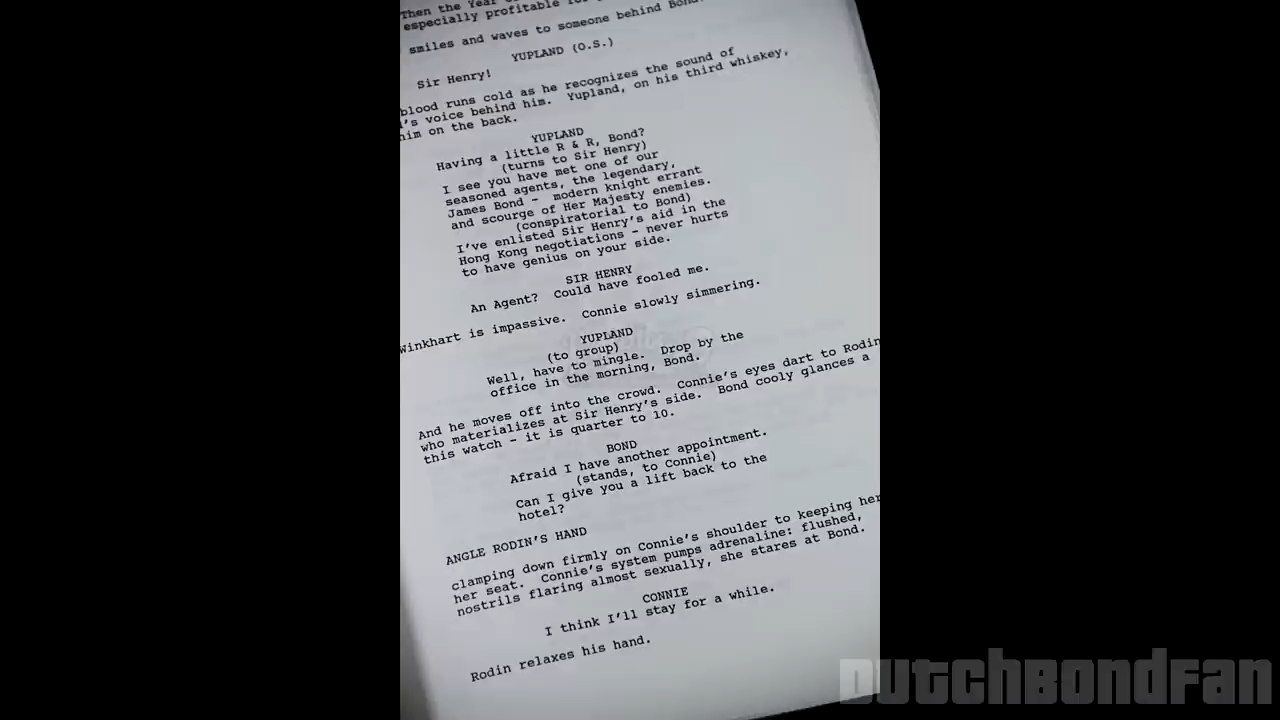 Then the Year
especially profitable for
smiles and waves to someone behind Bond.
YUPLAND (O.S.)
Sir Henry!
blood runs cold as he recognizes the sound of
's voice behind him. Yupland, on his third whiskey,
him on the back.
YUPLAND
Having a little R & R, Bond?
(turns to Sir Henry)
I see you have met one of our
seasoned agents, the legendary,
James Bond - modern knight errant
and scourge of Her Majesty enemies.
(conspiratorial to Bond)
I've enlisted Sir Henry's aid in the
Hong Kong negotiations - never hurts
to have genius on your side.
SIR HENRY
An Agent? Could have fooled me.
Winkhart is impassive. Connie slowly simmering.
YUPLAND
(to group)
Well, have to mingle. Drop by the
office in the morning, Bond.
And he moves off into the crowd. Connie's eyes dart to Rodin
who materializes at Sir Henry's side. Bond cooly glances a
this watch - it is quarter to 10.
BOND
Afraid I have another appointment.
(stands, to Connie)
Can I give you a lift back to the
hotel?
ANGLE RODIN'S HAND
clamping down firmly on Connie's shoulder to keeping her
her seat. Connie's system pumps adrenaline: flushed,
nostrils flaring almost sexually, she stares at Bond.
CONNIE
I think I'll stay for a while.
Rodin relaxes his hand.
DUTCHBONDFAN